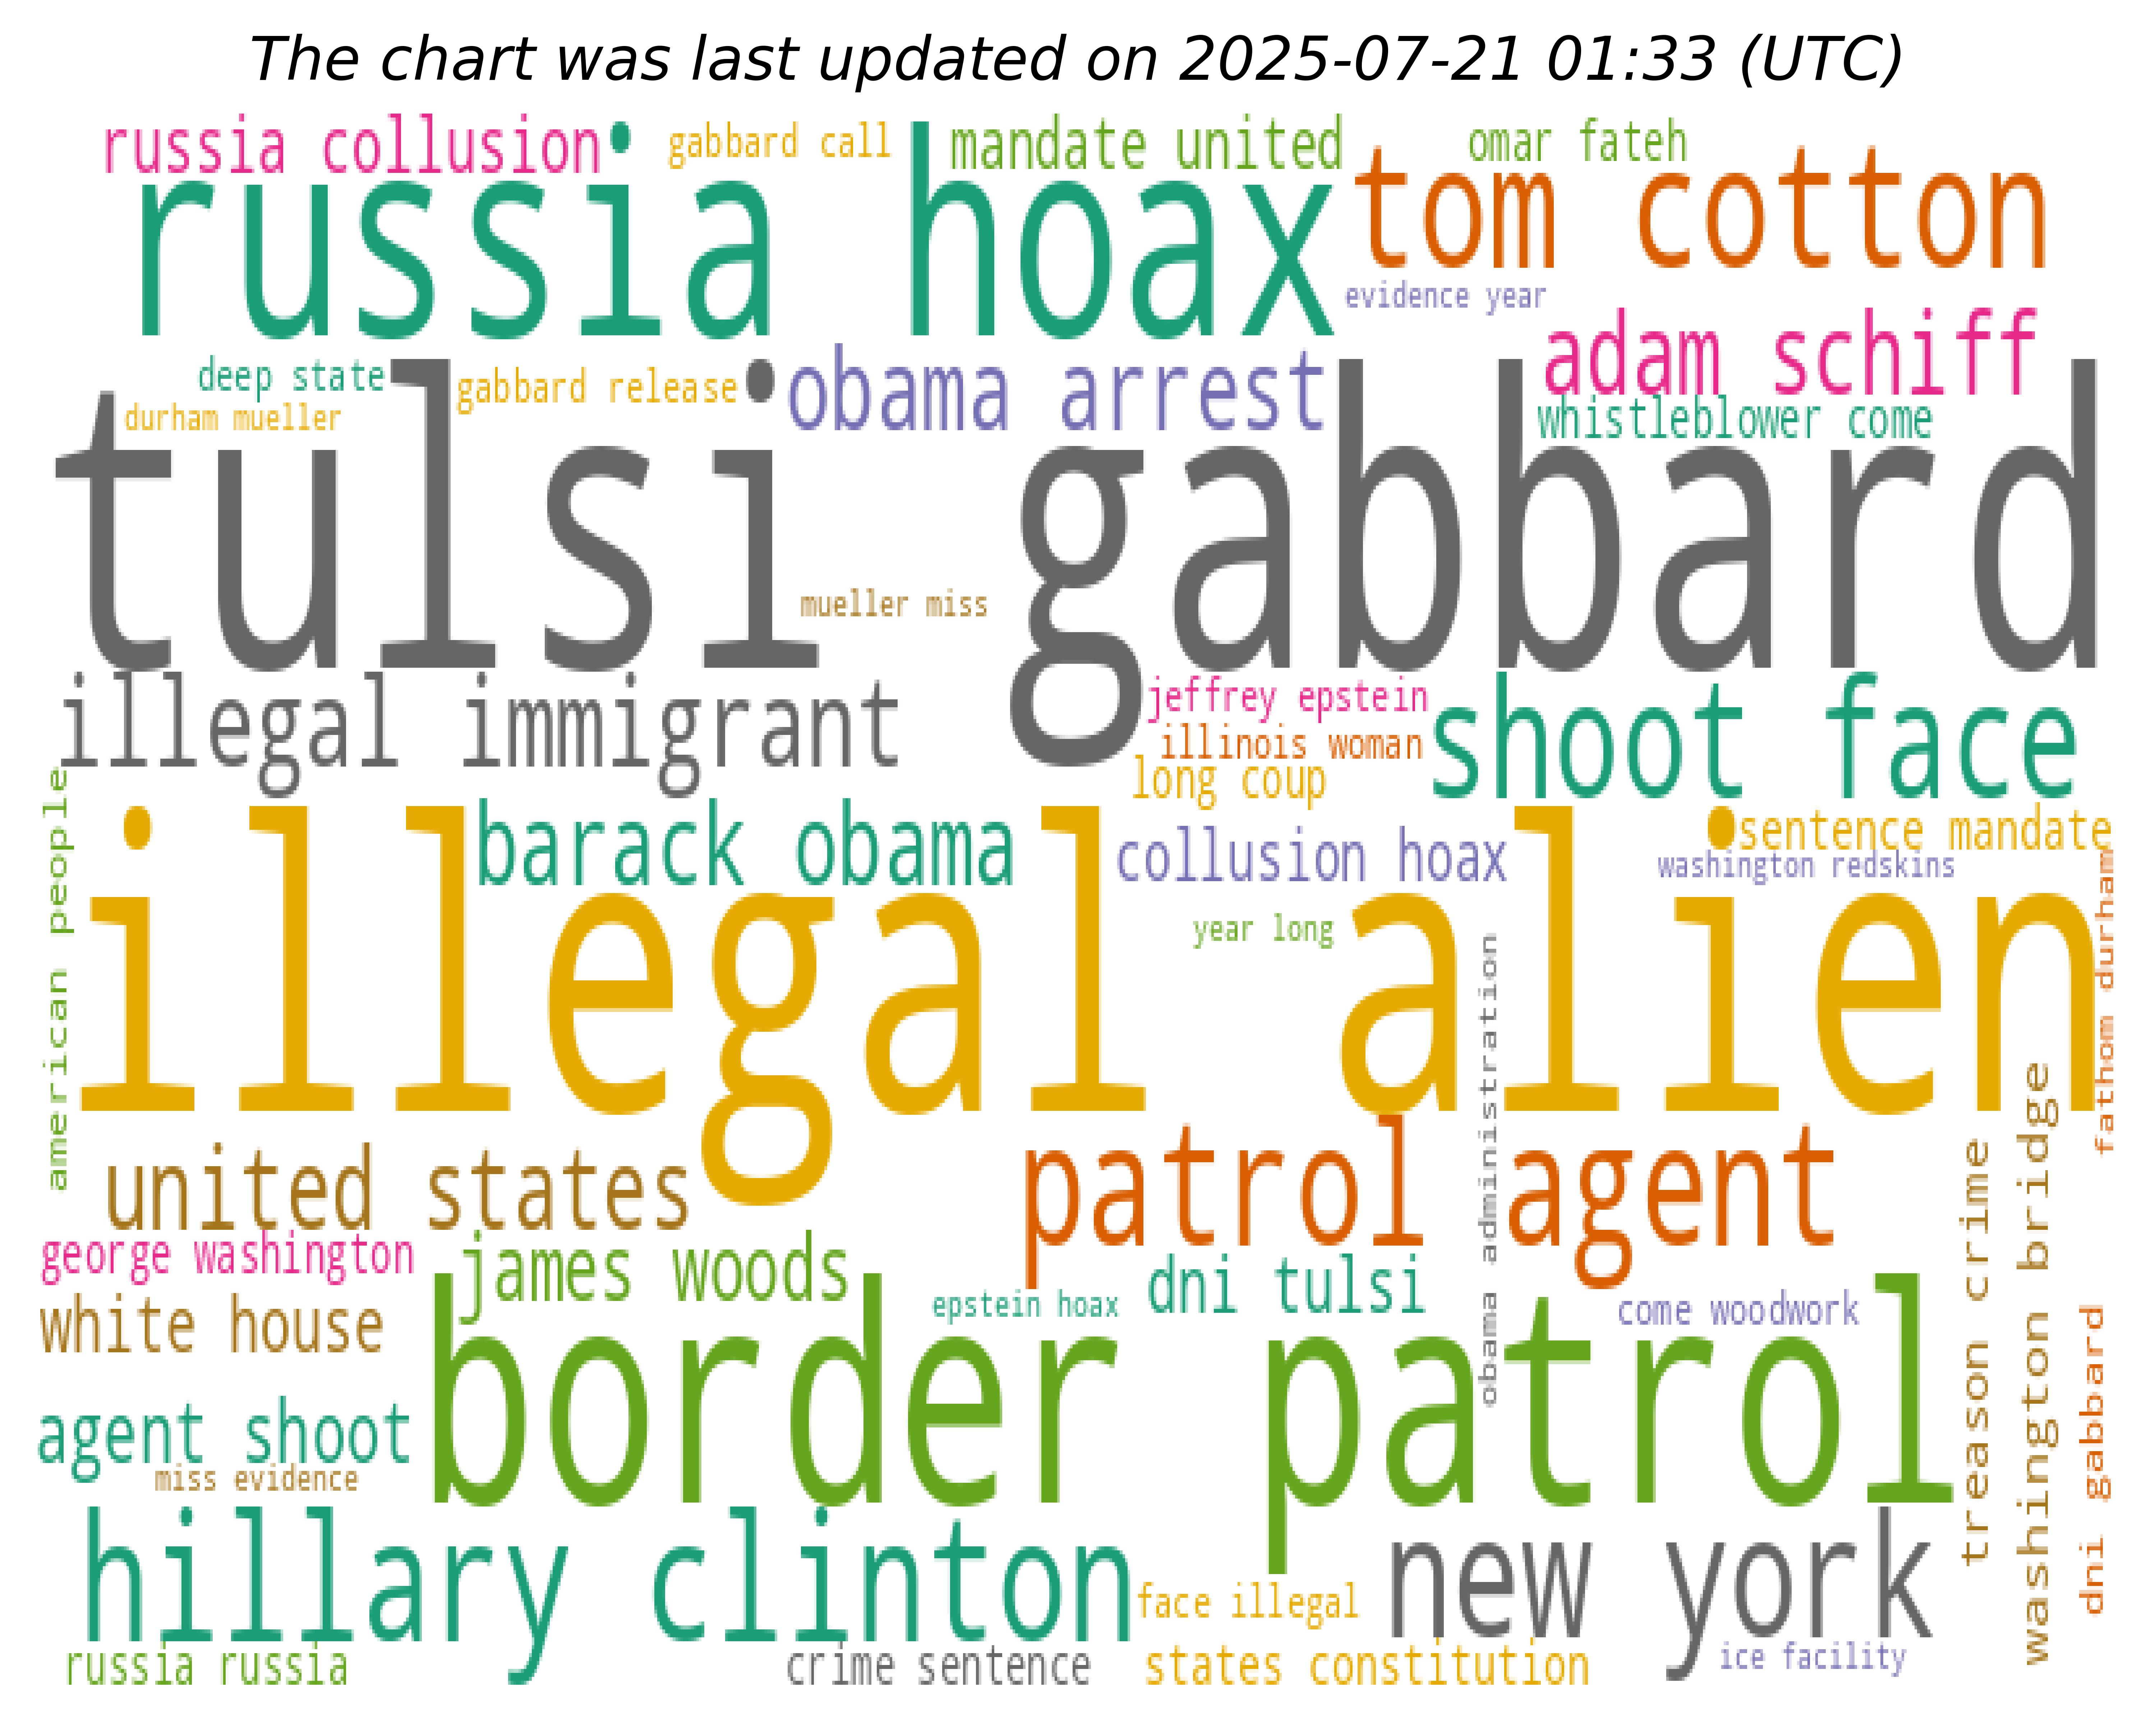 The chart was last updated on 2025-07-21 01:33 (UTC)
russia collusion
gabbard call
mandate united
omar fateh
russia hoax
tom cotton
evidence year
adam schiff
deep state
gabbard release
obama arrest
whistleblower come
durham mueller
tulsi gabbard
mueller miss
illegal immigrant
jeffrey epstein
shoot face
illinois woman
long coup
american people
barack obama
collusion hoax
sentence mandate
washington redskins
illegal alien
year long
fathom durham
obama administration
united states
patrol agent
george washington
james woods
dni tulsi
treason crime
washington bridge
white house
epstein hoax
come woodwork
border patrol
dni gabbard
agent shoot
miss evidence
hillary clinton
new york
face illegal
russia russia
crime sentence
states constitution
ice facility